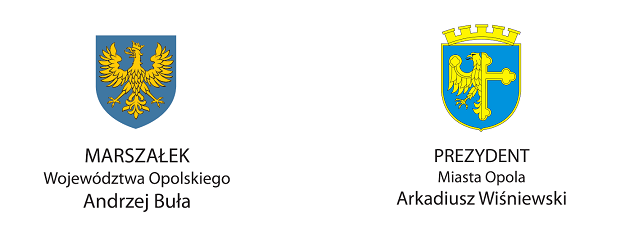 MARSZAŁEK
Województwa Opolskiego
Andrzej Buła
PREZYDENT
Miasta Opola
Arkadiusz Wiśniewski